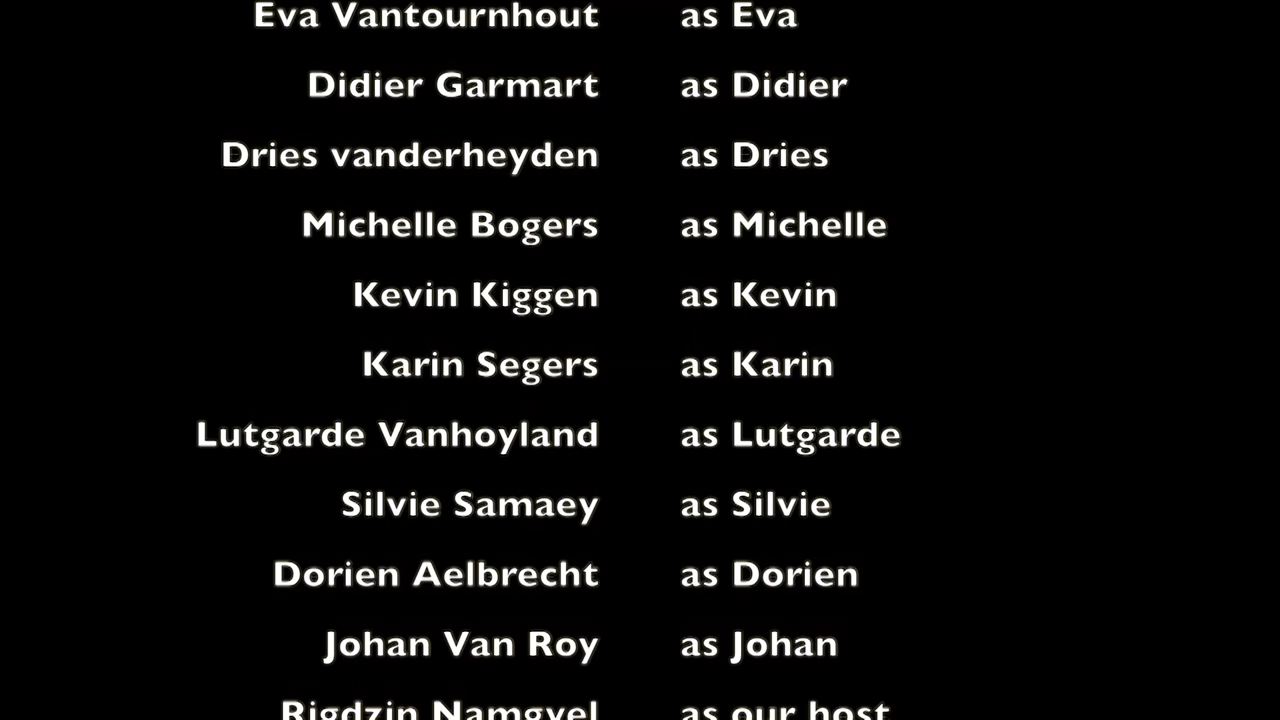 Eva Vantournhout as Eva
Didier Garmart as Didier
Dries vanderheyden as Dries
Michelle Bogers as Michelle
Kevin Kiggen as Kevin
Karin Segers as Karin
Lutgarde Vanhoyland as Lutgarde
Silvie Samaey as Silvie
Dorien Aelbrecht as Dorien
Johan Van Roy as Johan
Rigdzin Namgyel as our host